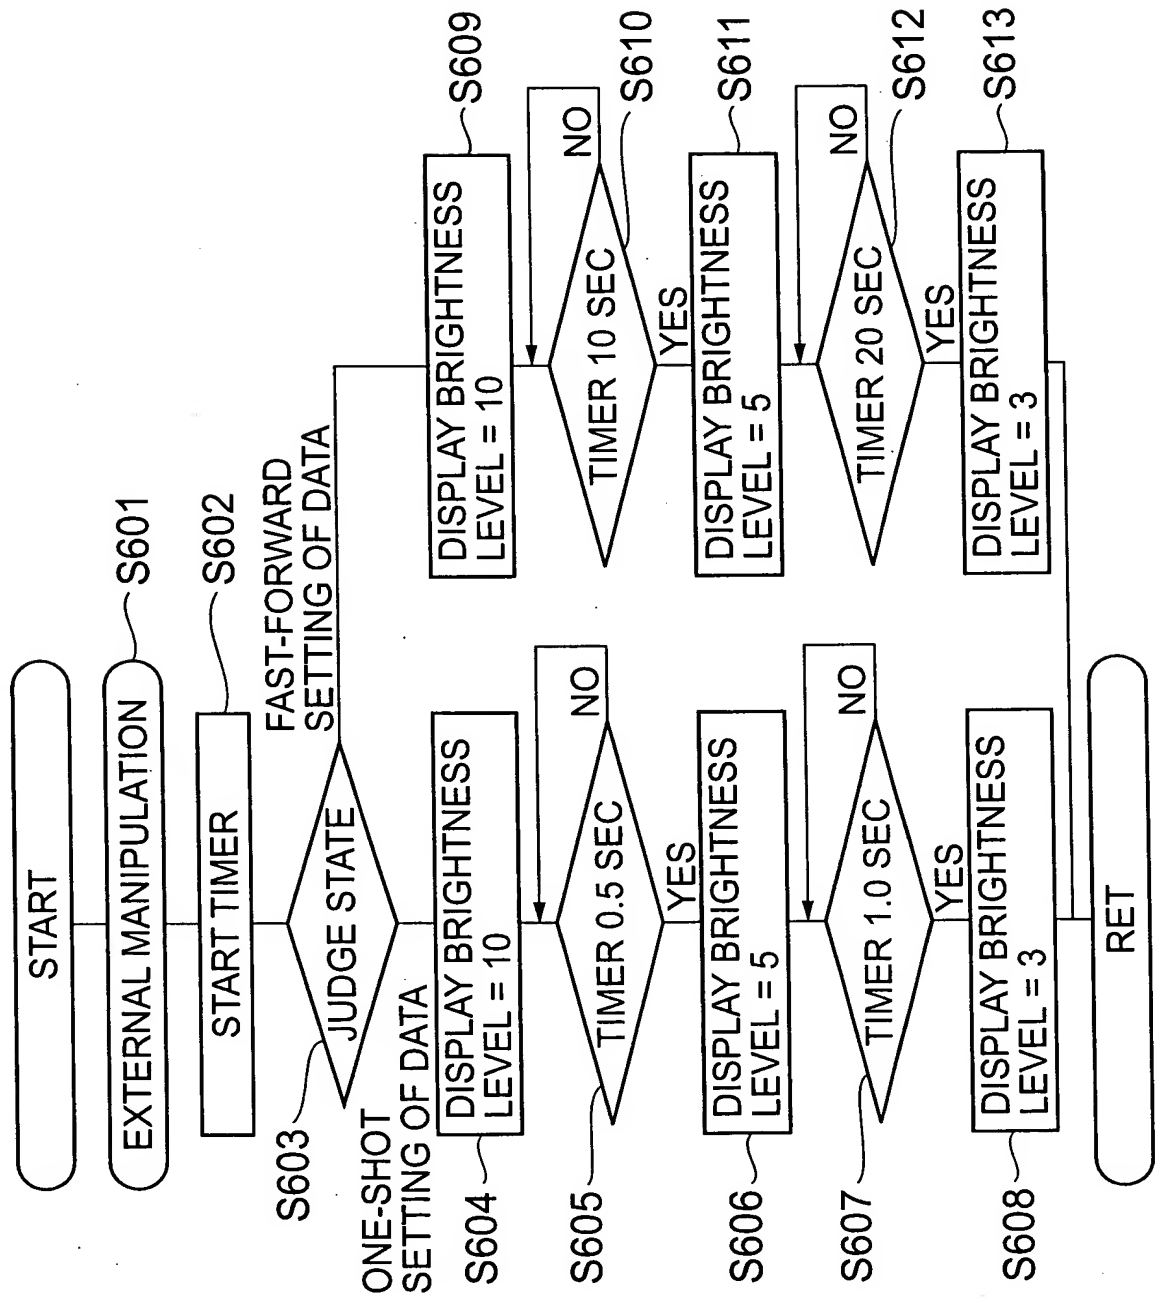 START
EXTERNAL MANIPULATION
S601
START TIMER
S602
JUDGE STATE
S603
FAST-FORWARD
SETTING OF DATA
ONE-SHOT
SETTING OF DATA
DISPLAY BRIGHTNESS
LEVEL = 10
S604
TIMER 0.5 SEC
S605
NO
YES
DISPLAY BRIGHTNESS
LEVEL = 5
S606
TIMER 1.0 SEC
S607
NO
YES
DISPLAY BRIGHTNESS
LEVEL = 3
S608
DISPLAY BRIGHTNESS
LEVEL = 10
S609
TIMER 10 SEC
S610
NO
YES
DISPLAY BRIGHTNESS
LEVEL = 5
S611
TIMER 20 SEC
S612
NO
YES
DISPLAY BRIGHTNESS
LEVEL = 3
S613
RET